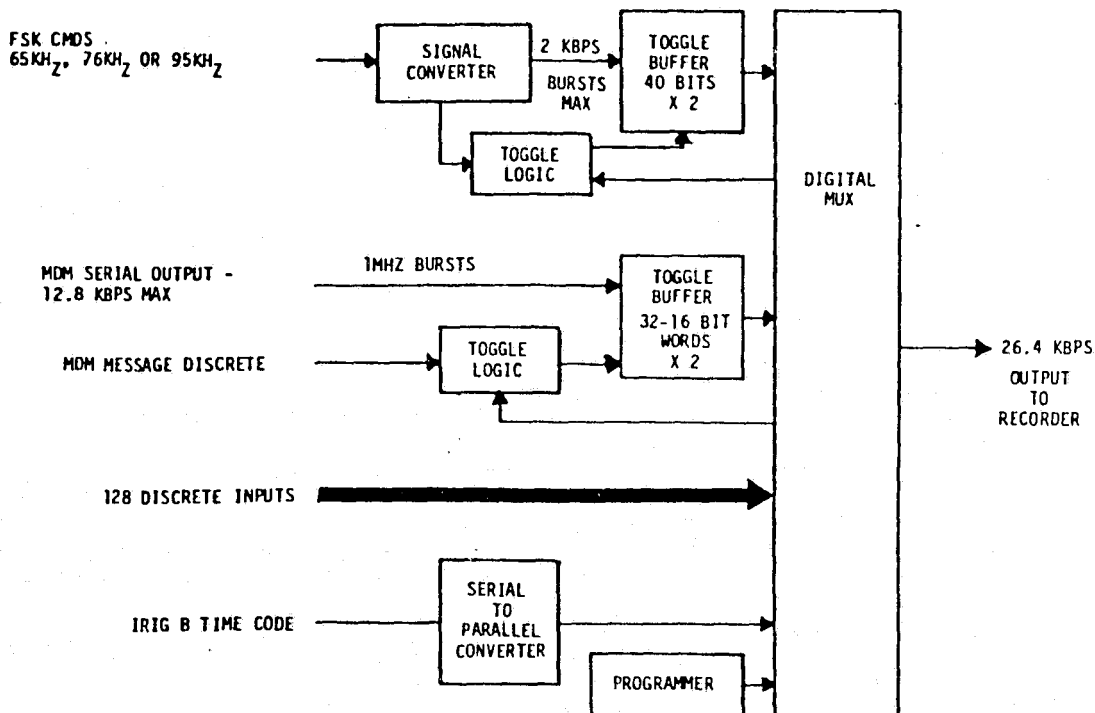 FSK CMDS
65KHZ, 76KHZ OR 95KHZ
SIGNAL
CONVERTER
2 KBPS
BURSTS
MAX
TOGGLE
BUFFER
40 BITS
X 2
TOGGLE
LOGIC
DIGITAL
MUX
MDM SERIAL OUTPUT -
12.8 KBPS MAX
1MHZ BURSTS
TOGGLE
BUFFER
32-16 BIT
WORDS
X 2
MDM MESSAGE DISCRETE
TOGGLE
LOGIC
26.4 KBPS
OUTPUT
TO
RECORDER
128 DISCRETE INPUTS
IRIG B TIME CODE
SERIAL
TO
PARALLEL
CONVERTER
PROGRAMMER